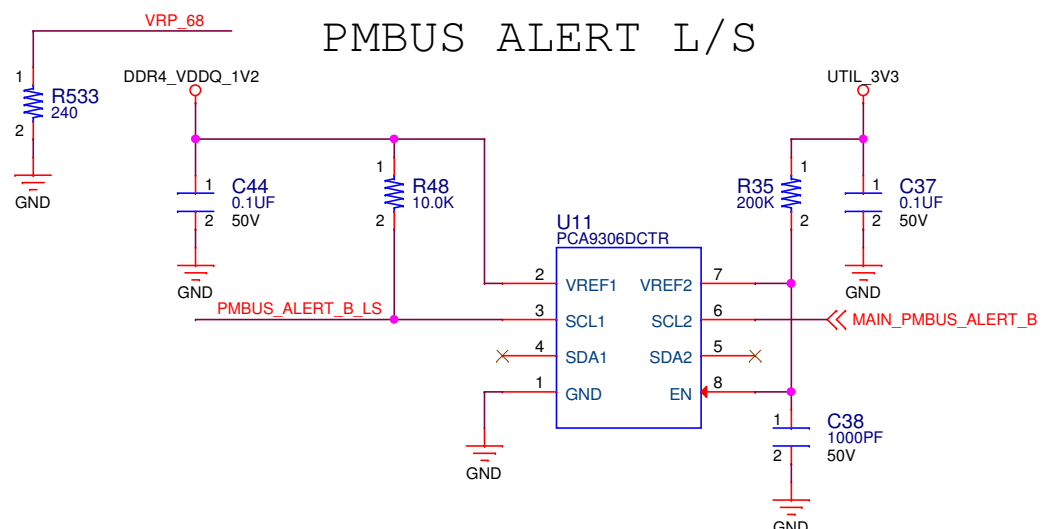 VRP_68
PMBUS ALERT L/S
1
R533
240
2
GND
DDR4_VDDQ_1V2
UTIL_3V3
1
C44
0.1UF
2
50V
GND
1
R48
10.0K
2
R35
1
200K
2
1
C37
0.1UF
2
50V
GND
U11
PCA9306DCTR
2
VREF1
VREF2
7
PMBUS_ALERT_B_LS
3
SCL1
SCL2
6
MAIN_PMBUS_ALERT_B
4
SDA1
SDA2
5
1
GND
EN
8
GND
1
C38
1000PF
2
50V
GND